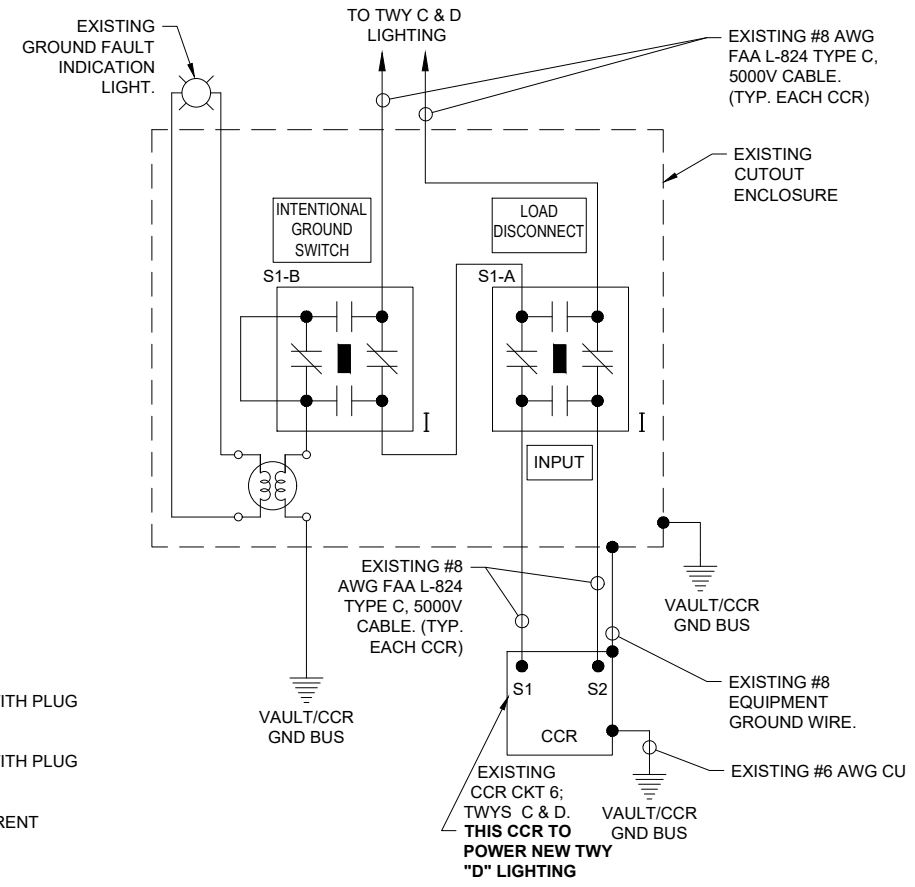 EXISTING
GROUND FAULT
INDICATION
LIGHT.
TO TWY C & D
LIGHTING
EXISTING #8 AWG
FAA L-824 TYPE C,
5000V CABLE.
(TYP. EACH CCR)
EXISTING
CUTOUT
ENCLOSURE
INTENTIONAL
GROUND
SWITCH
LOAD
DISCONNECT
S1-B
S1-A
I
I
INPUT
EXISTING #8
AWG FAA L-824
TYPE C, 5000V
CABLE. (TYP.
EACH CCR)
VAULT/CCR
GND BUS
S1
S2
CCR
EXISTING #8
EQUIPMENT
GROUND WIRE.
VAULT/CCR
GND BUS
EXISTING #6 AWG CU
VAULT/CCR
GND BUS
EXISTING
CCR CKT 6;
TWYS C & D.
THIS CCR TO
POWER NEW TWY
"D" LIGHTING
WITH PLUG
WITH PLUG